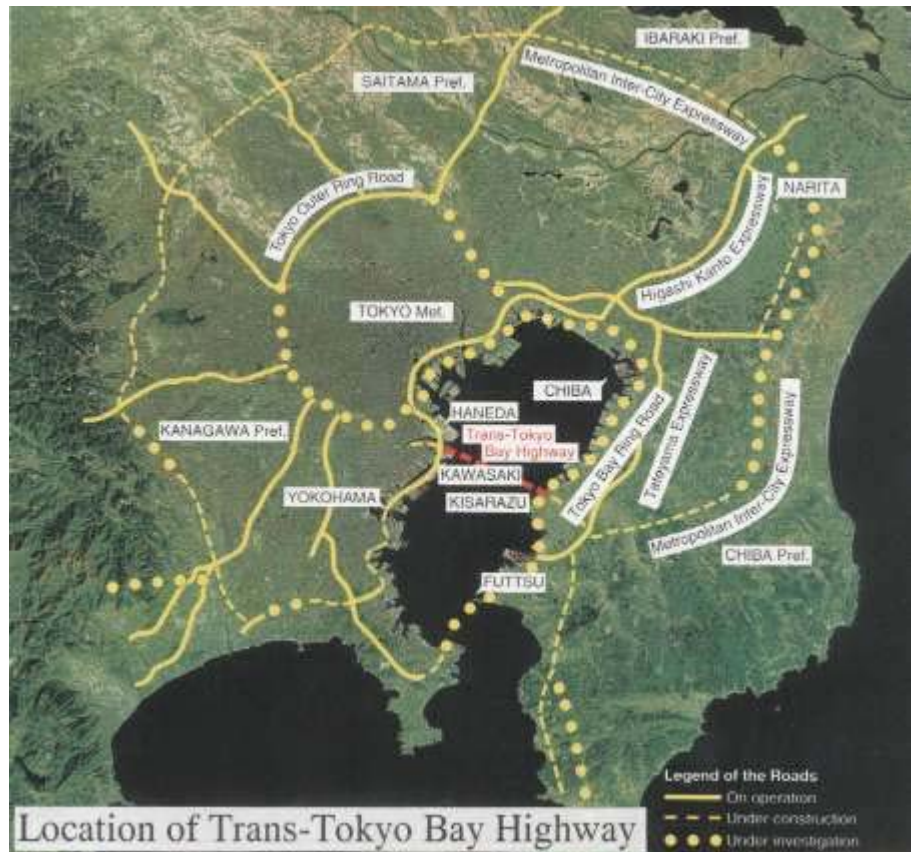 IBARAKI Pref.
Metropolitan Inter-City Expressway
SAITAMA Pref.
NARITA
Tokyo Outer Ring Road
Higashi Kanto Expressway
TOKYO Met.
CHIBA
HANEDA
Trans-Tokyo
Bay Highway
KANAGAWA Pref.
KAWASAKI
YOKOHAMA
KISARAZU
Tokyo Bay Ring Road
Tateyama Expressway
Metropolitan Inter-City Expressway
CHIBA Pref.
FUTTSU
Legend of the Roads
On operation
Under construction
Under investigation
Location of Trans-Tokyo Bay Highway